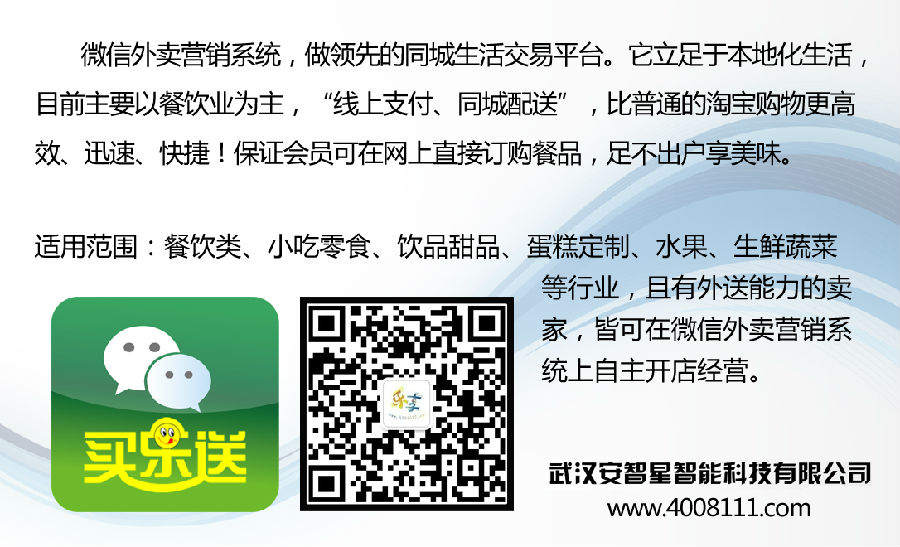 微信外卖营销系统，做领先的同城生活交易平台。它立足于本地化生活，
目前主要以餐饮业为主，“线上支付、同城配送”，比普通的淘宝购物更高
效、迅速、快捷！保证会员可在网上直接订购餐品，足不出户享美味。
适用范围：餐饮类、小吃零食、饮品甜品、蛋糕定制、水果、生鲜蔬菜
等行业，且有外送能力的卖
家，皆可在微信外卖营销系
统上自主开店经营。
买乐送
乐享
武汉安智星智能科技有限公司
www.4008111.com